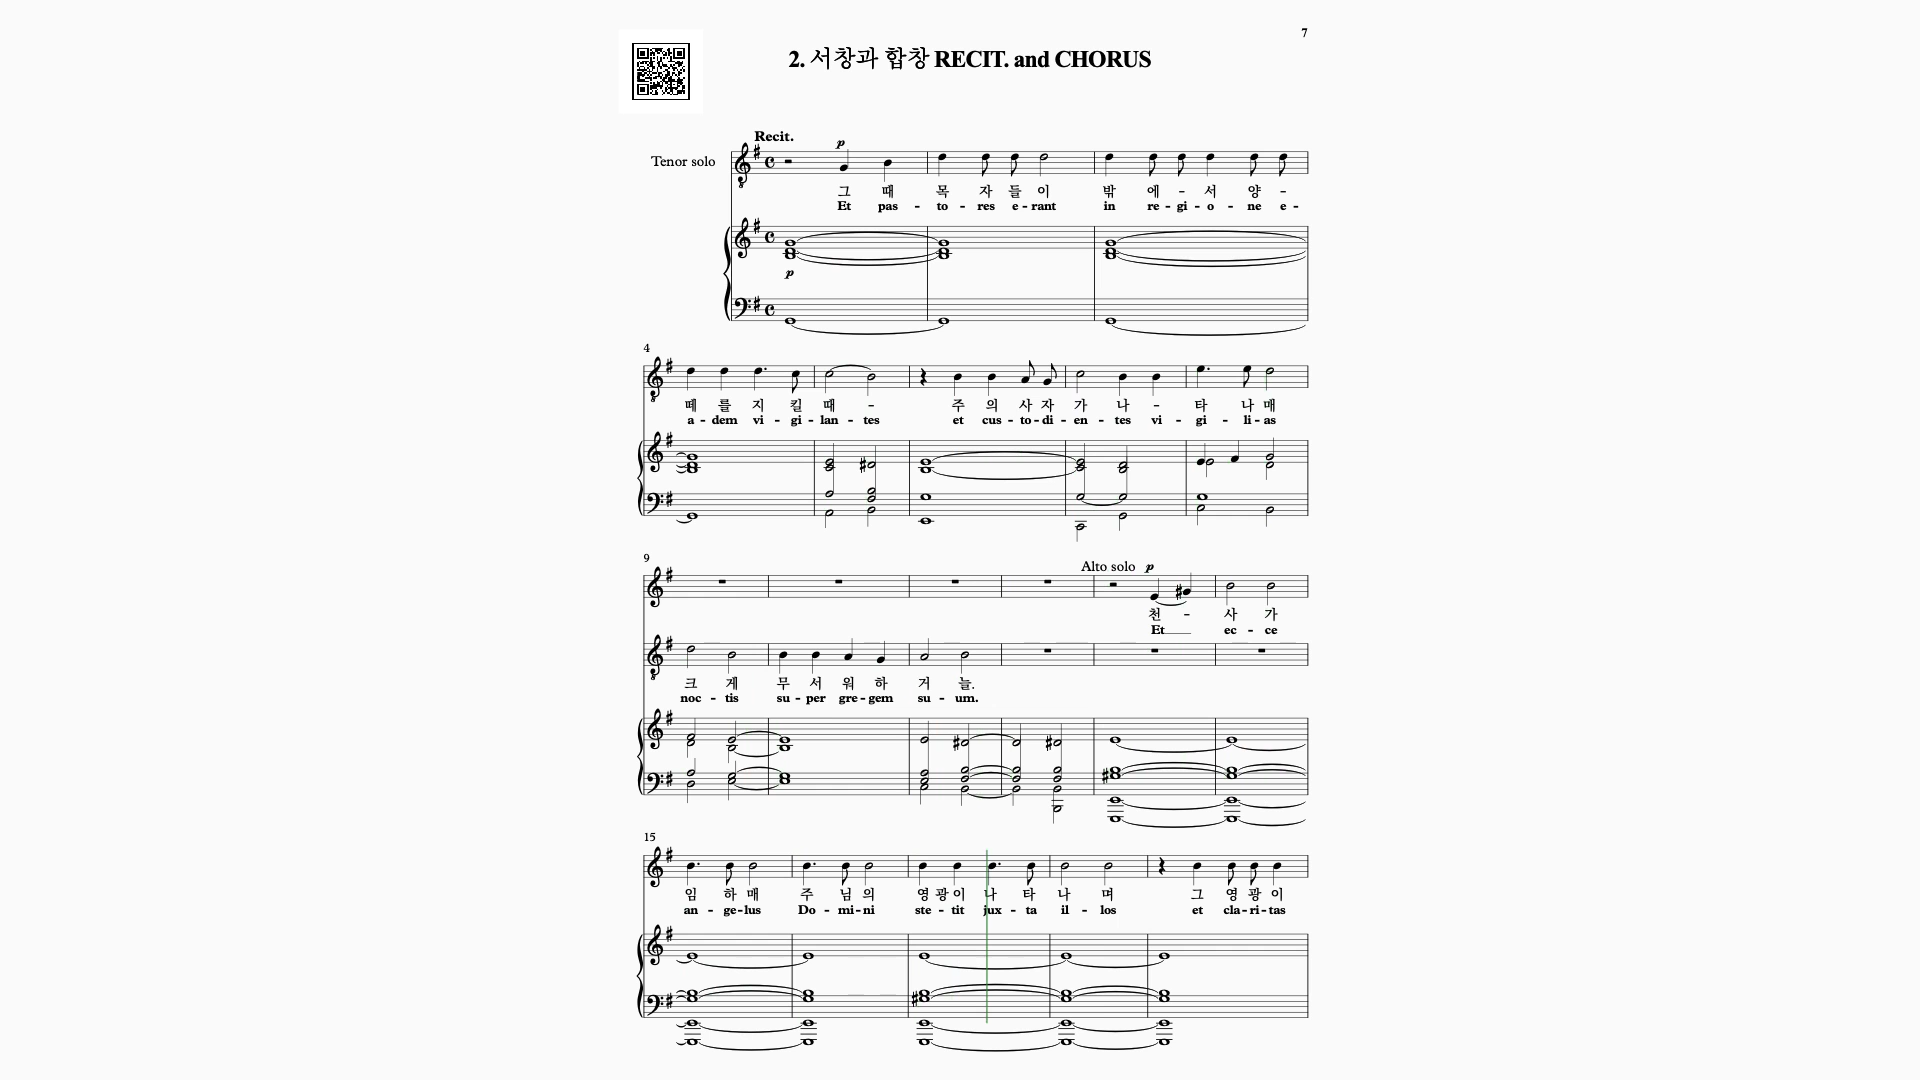 7
2. 서창과 합창 RECIT. and CHORUS
Recit.
p
Tenor solo
그 때 목 자 들 이 밖 에 - 서 양 -
Et pas - to - res e - rant in re - gi - o - ne e -
p
4
떼 를 지 킬 때 - 주 의 사 자 가 나 - 타 나 매
a - dem vi - gi - lan - tes et cus - to - di - en - tes vi - gi - li - as
9
Alto solo p
천 - 사 가
Et ec - ce
크 게 무 서 워 하 거 늘.
noc - tis su - per gre - gem su - um.
15
임 하 매 주 님 의 영 광 이 나 타 나 며 그 영 광 이
an - ge - lus Do - mi - ni ste - tit jux - ta il - los et cla - ri - tas